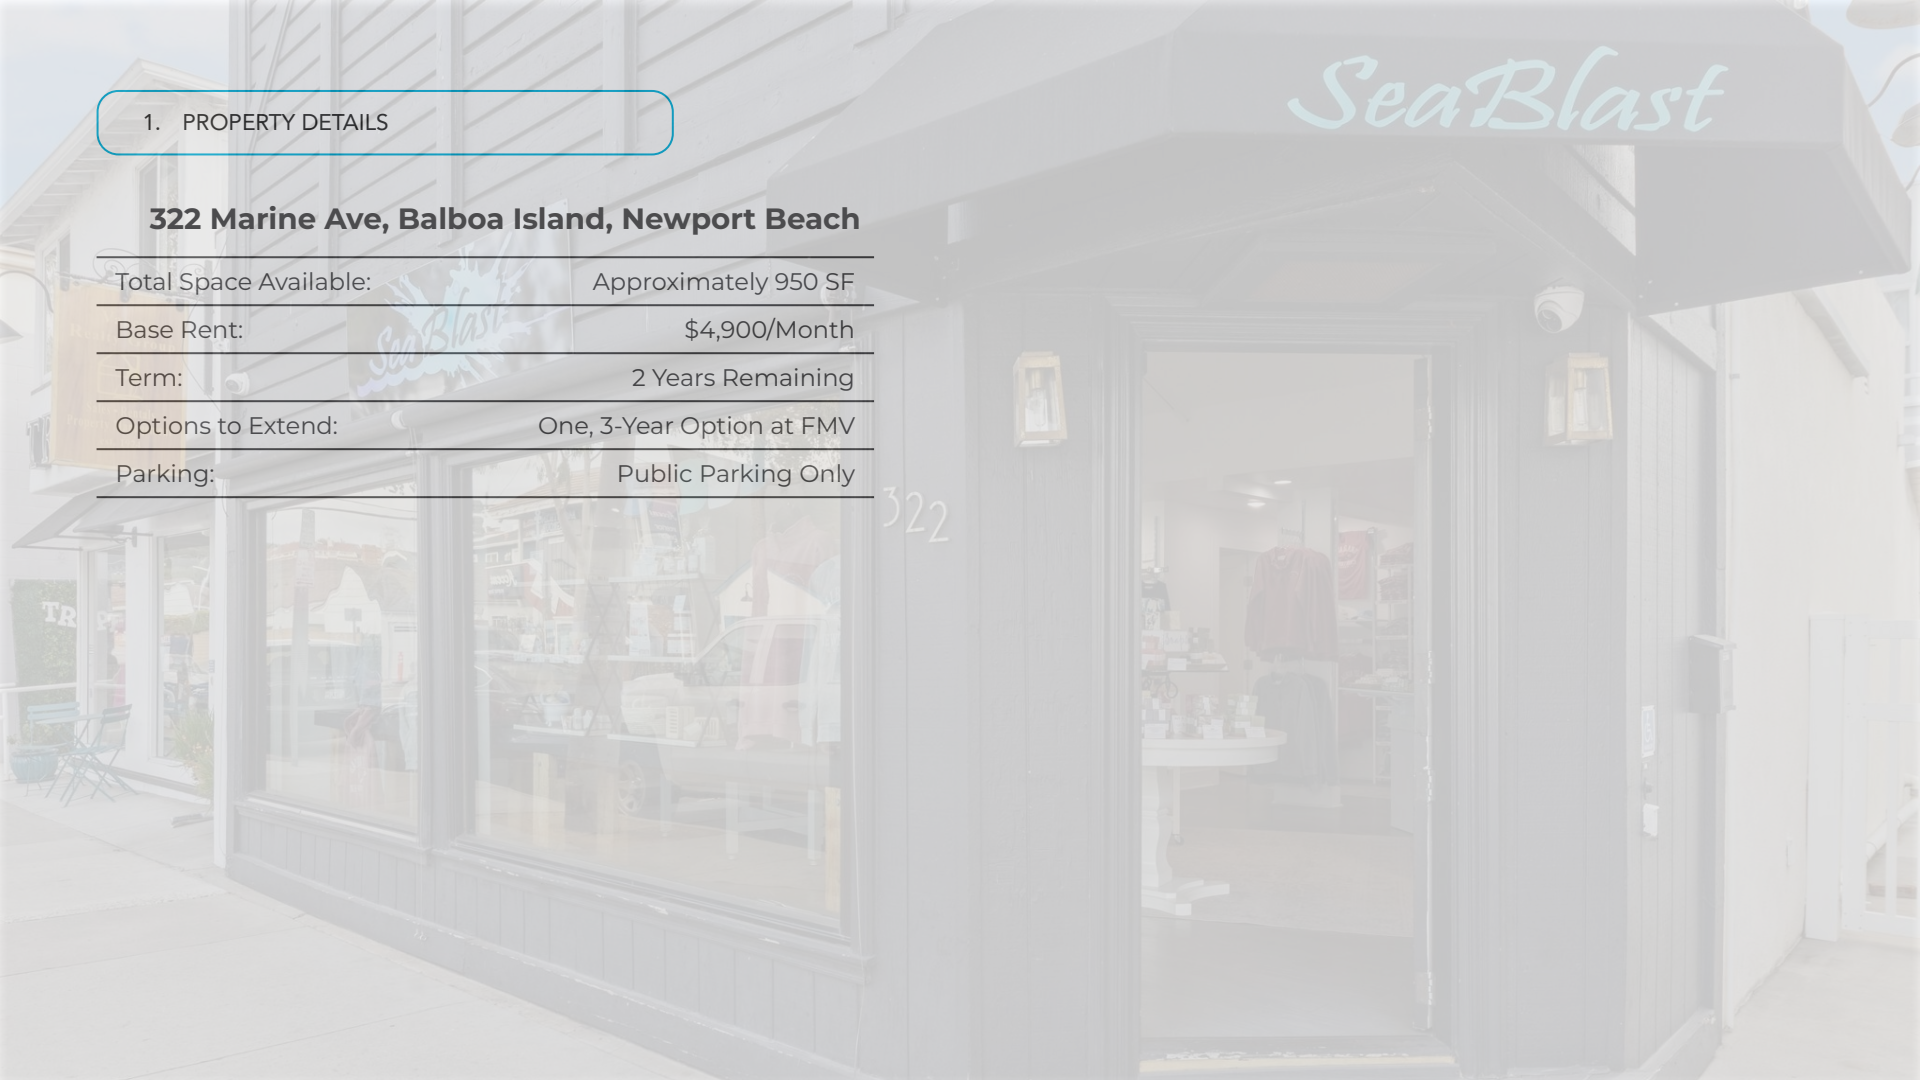 SeaBlast
1. PROPERTY DETAILS
322 Marine Ave, Balboa Island, Newport Beach
Total Space Available: Approximately 950 SF
Base Rent: $4,900/Month
Term: 2 Years Remaining
Options to Extend: One, 3-Year Option at FMV
Parking: Public Parking Only
SeaBlast
322
TR